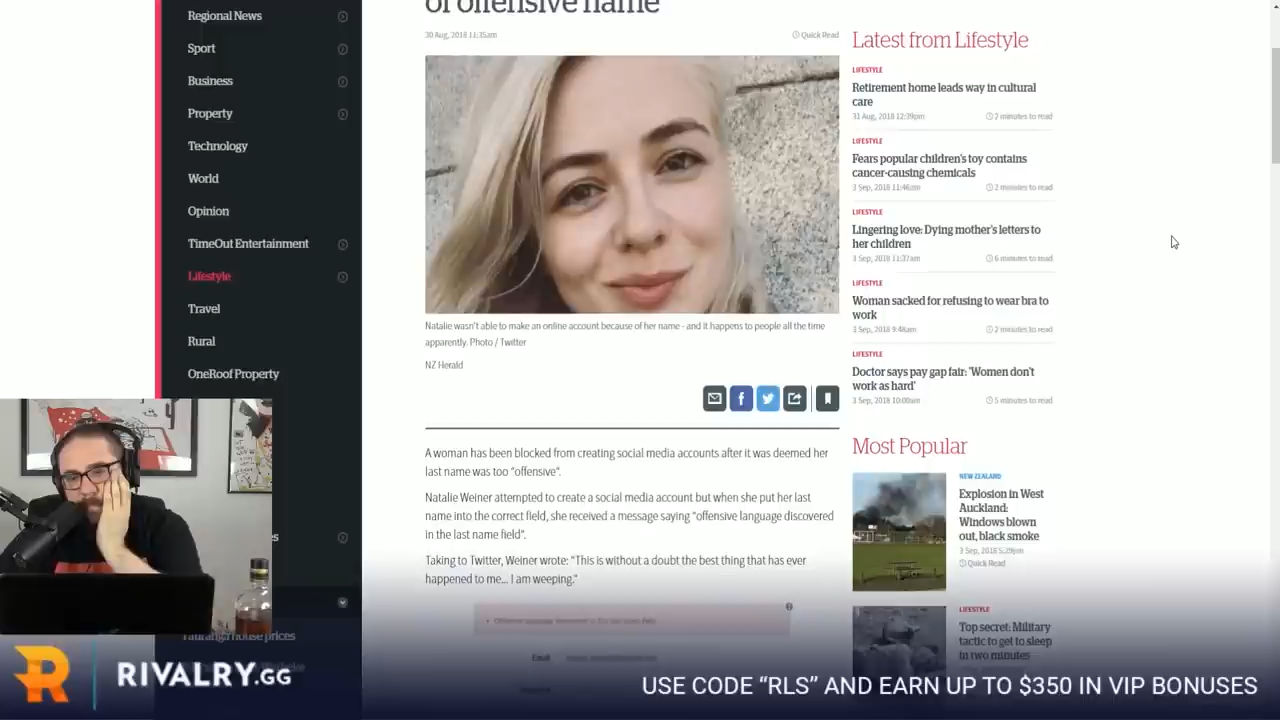 of offensive name
Regional News
Sport
Business
Property
Technology
World
Opinion
TimeOut Entertainment
Lifestyle
Travel
Rural
OneRoof Property
30 Aug, 2018 11:35am
Quick Read
Natalie wasn't able to make an online account because of her name - and it happens to people all the time
apparently. Photo / Twitter
NZ Herald
A woman has been blocked from creating social media accounts after it was deemed her
last name was too "offensive".
Natalie Weiner attempted to create a social media account but when she put her last
name into the correct field, she received a message saying "offensive language discovered
in the last name field".
Taking to Twitter, Weiner wrote: "This is without a doubt the best thing that has ever
happened to me... I am weeping."
Email
Latest from Lifestyle
LIFESTYLE
Retirement home leads way in cultural
care
31 Aug, 2018 12:39pm
2 minutes to read
LIFESTYLE
Fears popular children's toy contains
cancer-causing chemicals
3 Sep, 2018 11:46am
2 minutes to read
LIFESTYLE
Lingering love: Dying mother's letters to
her children
3 Sep, 2018 11:37am
6 minutes to read
LIFESTYLE
Woman sacked for refusing to wear bra to
work
3 Sep, 2018 9:48am
2 minutes to read
LIFESTYLE
Doctor says pay gap fair: 'Women don't
work as hard'
3 Sep, 2018 10:00am
5 minutes to read
Most Popular
NEW ZEALAND
Explosion in West
Auckland:
Windows blown
out, black smoke
3 Sep, 2018 5:29pm
Quick Read
LIFESTYLE
Top secret: Military
tactic to get to sleep
in two minutes
house prices
RIVALRY.GG
USE CODE "RLS" AND EARN UP TO $350 IN VIP BONUSES